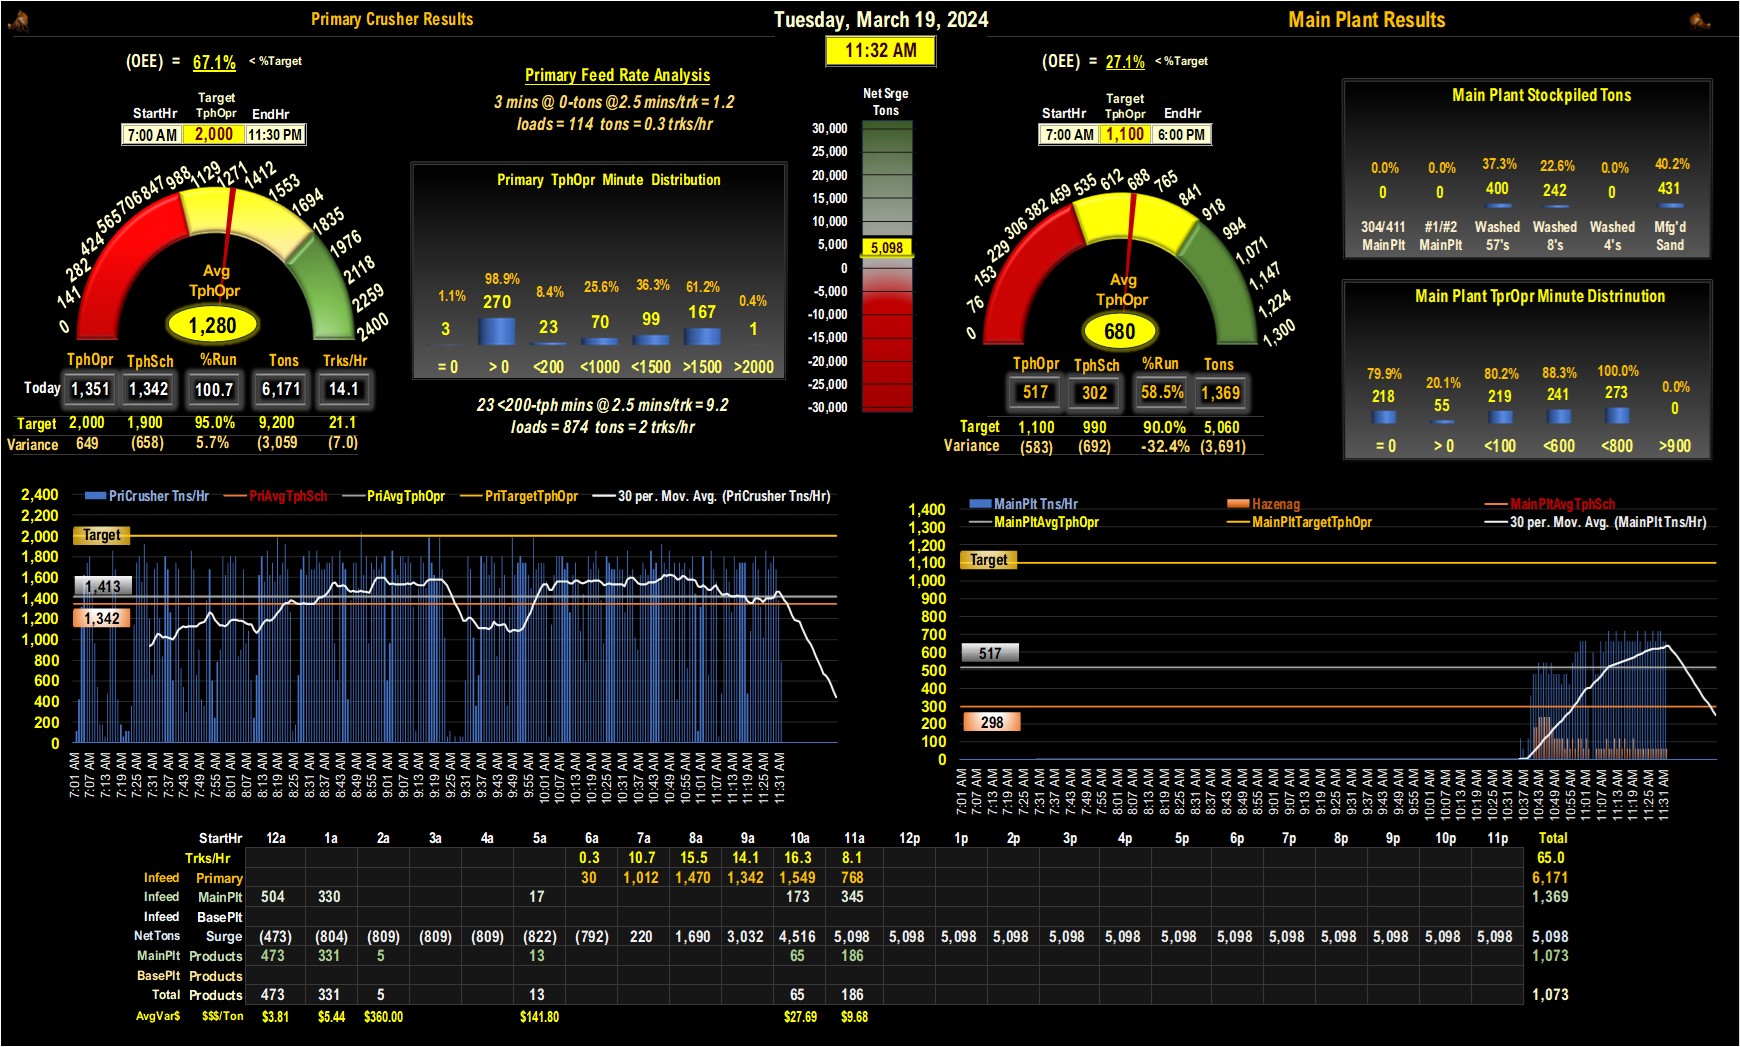 Primary Crusher Results
Tuesday, March 19, 2024
Main Plant Results
11:32 AM
(OEE) = 67.1% < %Target
StartHr Target TphOpr EndHr
7:00 AM 2,000 11:30 PM
0 141 282 424 565 706 847 988 1129 1271 1412 1553 1694 1835 1976 2118 2259 2400
Avg
TphOpr
1,280
TphOpr TphSch %Run Tons Trks/Hr
Today 1,351 1,342 100.7 6,171 14.1
Target 2,000 1,900 95.0% 9,200 21.1
Variance 649 (658) 5.7% (3,059 (7.0)
Primary Feed Rate Analysis
3 mins @ 0-tons @2.5 mins/trk = 1.2
loads = 114 tons = 0.3 trks/hr
Primary TphOpr Minute Distribution
1.1% 98.9% 8.4% 25.6% 36.3% 61.2% 0.4%
3 270 23 70 99 167 1
= 0 > 0 <200 <1000 <1500 >1500 >2000
23 <200-tph mins @ 2.5 mins/trk = 9.2
loads = 874 tons = 2 trks/hr
Net Srge
Tons
30,000
25,000
20,000
15,000
10,000
5,000
5,098
0
-5,000
-10,000
-15,000
-20,000
-25,000
-30,000
(OEE) = 27.1% < %Target
StartHr Target TphOpr EndHr
7:00 AM 1,100 6:00 PM
0 76 153 229 306 382 459 535 612 688 765 841 918 994 1,071 1,147 1,224 1,300
Avg
TphOpr
680
TphOpr TphSch %Run Tons
517 302 58.5% 1,369
Target 1,100 990 90.0% 5,060
Variance (583) (692) -32.4% (3,691)
Main Plant Stockpiled Tons
0.0% 0.0% 37.3% 22.6% 0.0% 40.2%
0 0 400 242 0 431
304/411 #1/#2 Washed Washed Washed Mfg'd
MainPlt MainPlt 57's 8's 4's Sand
Main Plant TprOpr Minute Distrinution
79.9% 20.1% 80.2% 88.3% 100.0% 0.0%
218 55 219 241 273 0
= 0 > 0 <100 <600 <800 >900
PriCrusher Tns/Hr PriAvgTphSch PriAvgTphOpr PriTargetTphOpr 30 per. Mov. Avg. (PriCrusher Tns/Hr)
2,400
2,200
2,000
1,800
1,600
1,400
1,200
1,000
800
600
400
200
0
Target
1,413
1,342
7:01 AM 7:07 AM 7:13 AM 7:19 AM 7:25 AM 7:31 AM 7:37 AM 7:43 AM 7:49 AM 7:55 AM 8:01 AM 8:07 AM 8:13 AM 8:19 AM 8:25 AM 8:31 AM 8:37 AM 8:43 AM 8:49 AM 8:55 AM 9:01 AM 9:07 AM 9:13 AM 9:19 AM 9:25 AM 9:31 AM 9:37 AM 9:43 AM 9:49 AM 9:55 AM 10:01 AM 10:07 AM 10:13 AM 10:19 AM 10:25 AM 10:31 AM 10:37 AM 10:43 AM 10:49 AM 10:55 AM 11:01 AM 11:07 AM 11:13 AM 11:19 AM 11:25 AM 11:31 AM
MainPlt Tns/Hr Hazenag MainPltAvgTphSch
MainPltAvgTphOpr MainPltTargetTphOpr 30 per. Mov. Avg. (MainPlt Tns/Hr)
1,400
1,300
1,200
1,100
1,000
900
800
700
600
500
400
300
200
100
0
Target
517
298
7:01 AM 7:07 AM 7:13 AM 7:19 AM 7:25 AM 7:31 AM 7:37 AM 7:43 AM 7:49 AM 7:55 AM 8:01 AM 8:07 AM 8:13 AM 8:19 AM 8:25 AM 8:31 AM 8:37 AM 8:43 AM 8:49 AM 8:55 AM 9:01 AM 9:07 AM 9:13 AM 9:19 AM 9:25 AM 9:31 AM 9:37 AM 9:43 AM 9:49 AM 9:55 AM 10:01 AM 10:07 AM 10:13 AM 10:19 AM 10:25 AM 10:31 AM 10:37 AM 10:43 AM 10:49 AM 10:55 AM 11:01 AM 11:07 AM 11:13 AM 11:19 AM 11:25 AM 11:31 AM
StartHr 12a 1a 2a 3a 4a 5a 6a 7a 8a 9a 10a 11a 12p 1p 2p 3p 4p 5p 6p 7p 8p 9p 10p 11p Total
Trks/Hr 0.3 10.7 15.5 14.1 16.3 8.1 65.0
Infeed Primary 30 1,012 1,470 1,342 1,549 768 6,171
Infeed MainPlt 504 330 17 173 345 1,369
Infeed BasePlt
NetTons Surge (473) (804) (809) (809) (809) (822) (792) 220 1,690 3,032 4,516 5,098 5,098 5,098 5,098 5,098 5,098 5,098 5,098 5,098 5,098 5,098 5,098 5,098 5,098
MainPlt Products 473 331 5 13 65 186 1,073
BasePlt Products
Total Products 473 331 5 13 65 186 1,073
AvgVar$ $$$/Ton $3.81 $5.44 $360.00 $141.80 $27.69 $9.68